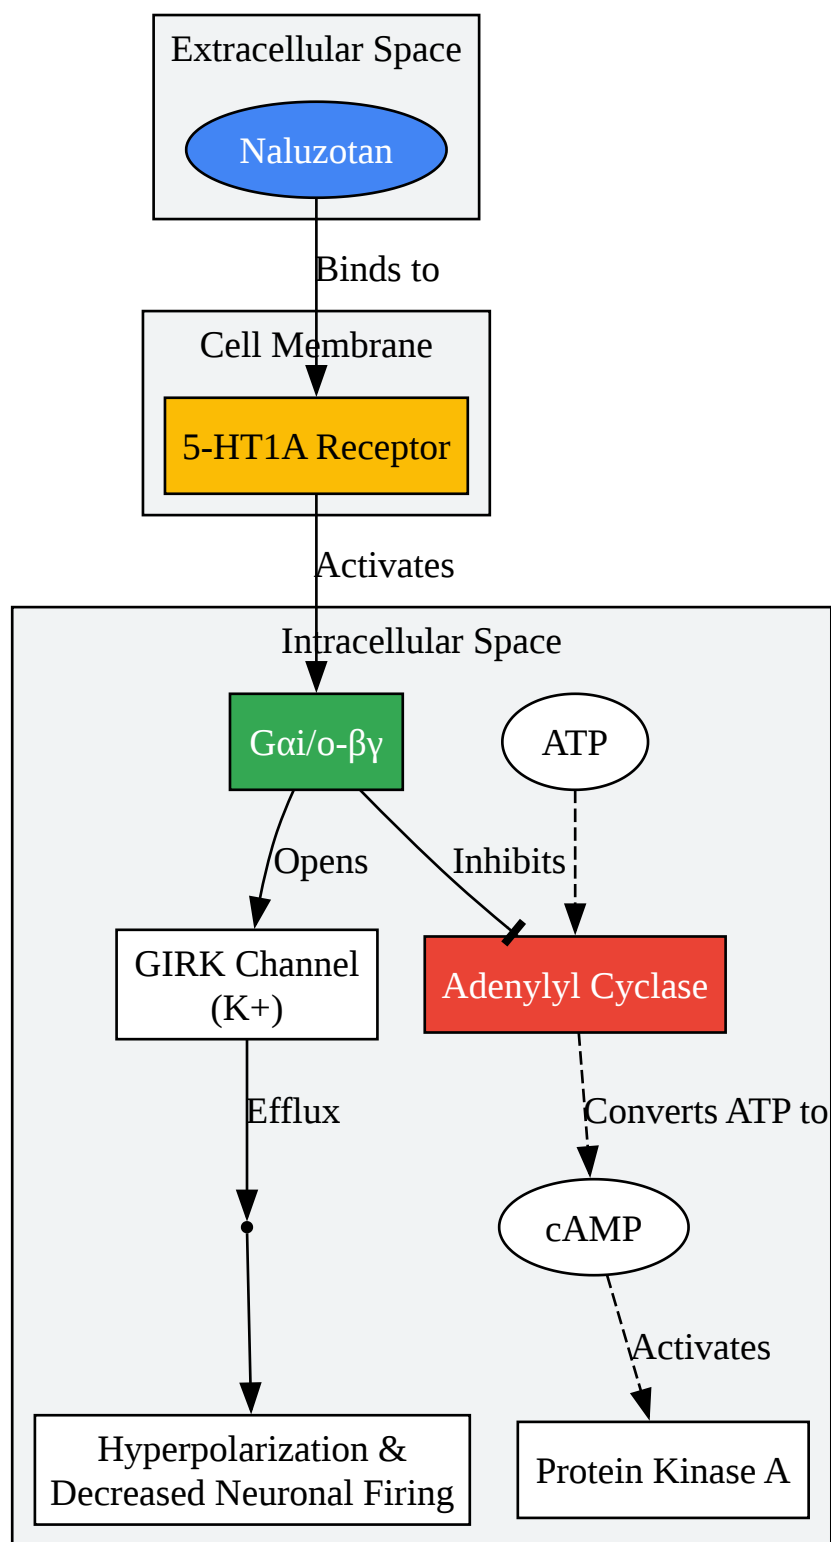 Extracellular Space
Naluzotan
Binds to
Cell Membrane
5-HT1A Receptor
Activates
Intracellular Space
Gαi/o-βγ
ATP
Opens
Inhibits
GIRK Channel
(K+)
Adenylyl Cyclase
Efflux
Converts ATP to
cAMP
Activates
Hyperpolarization &
Decreased Neuronal Firing
Protein Kinase A